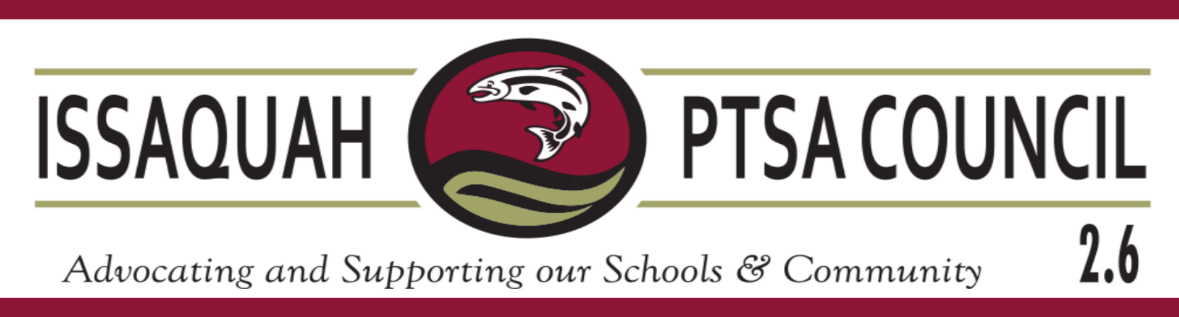 ISSAQUAH PTSA COUNCIL
2.6
Advocating and Supporting our Schools & Community